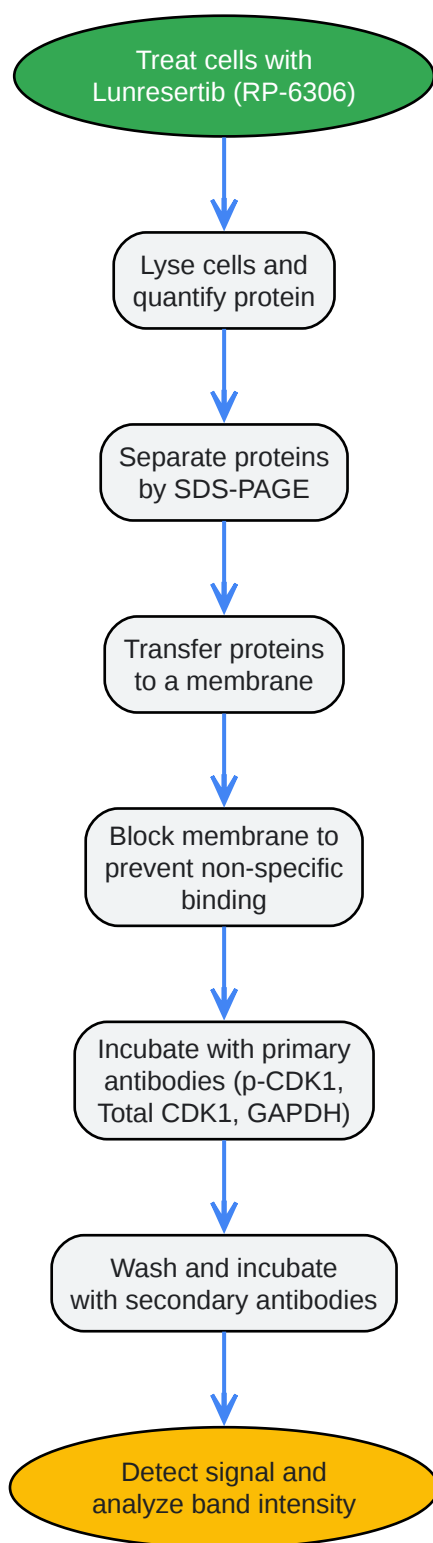 Treat cells with
Lunresertib (RP-6306)
Lyse cells and
quantify protein
Separate proteins
by SDS-PAGE
Transfer proteins
to a membrane
Block membrane to
prevent non-specific
binding
Incubate with primary
antibodies (p-CDK1,
Total CDK1, GAPDH)
Wash and incubate
with secondary antibodies
Detect signal and
analyze band intensity